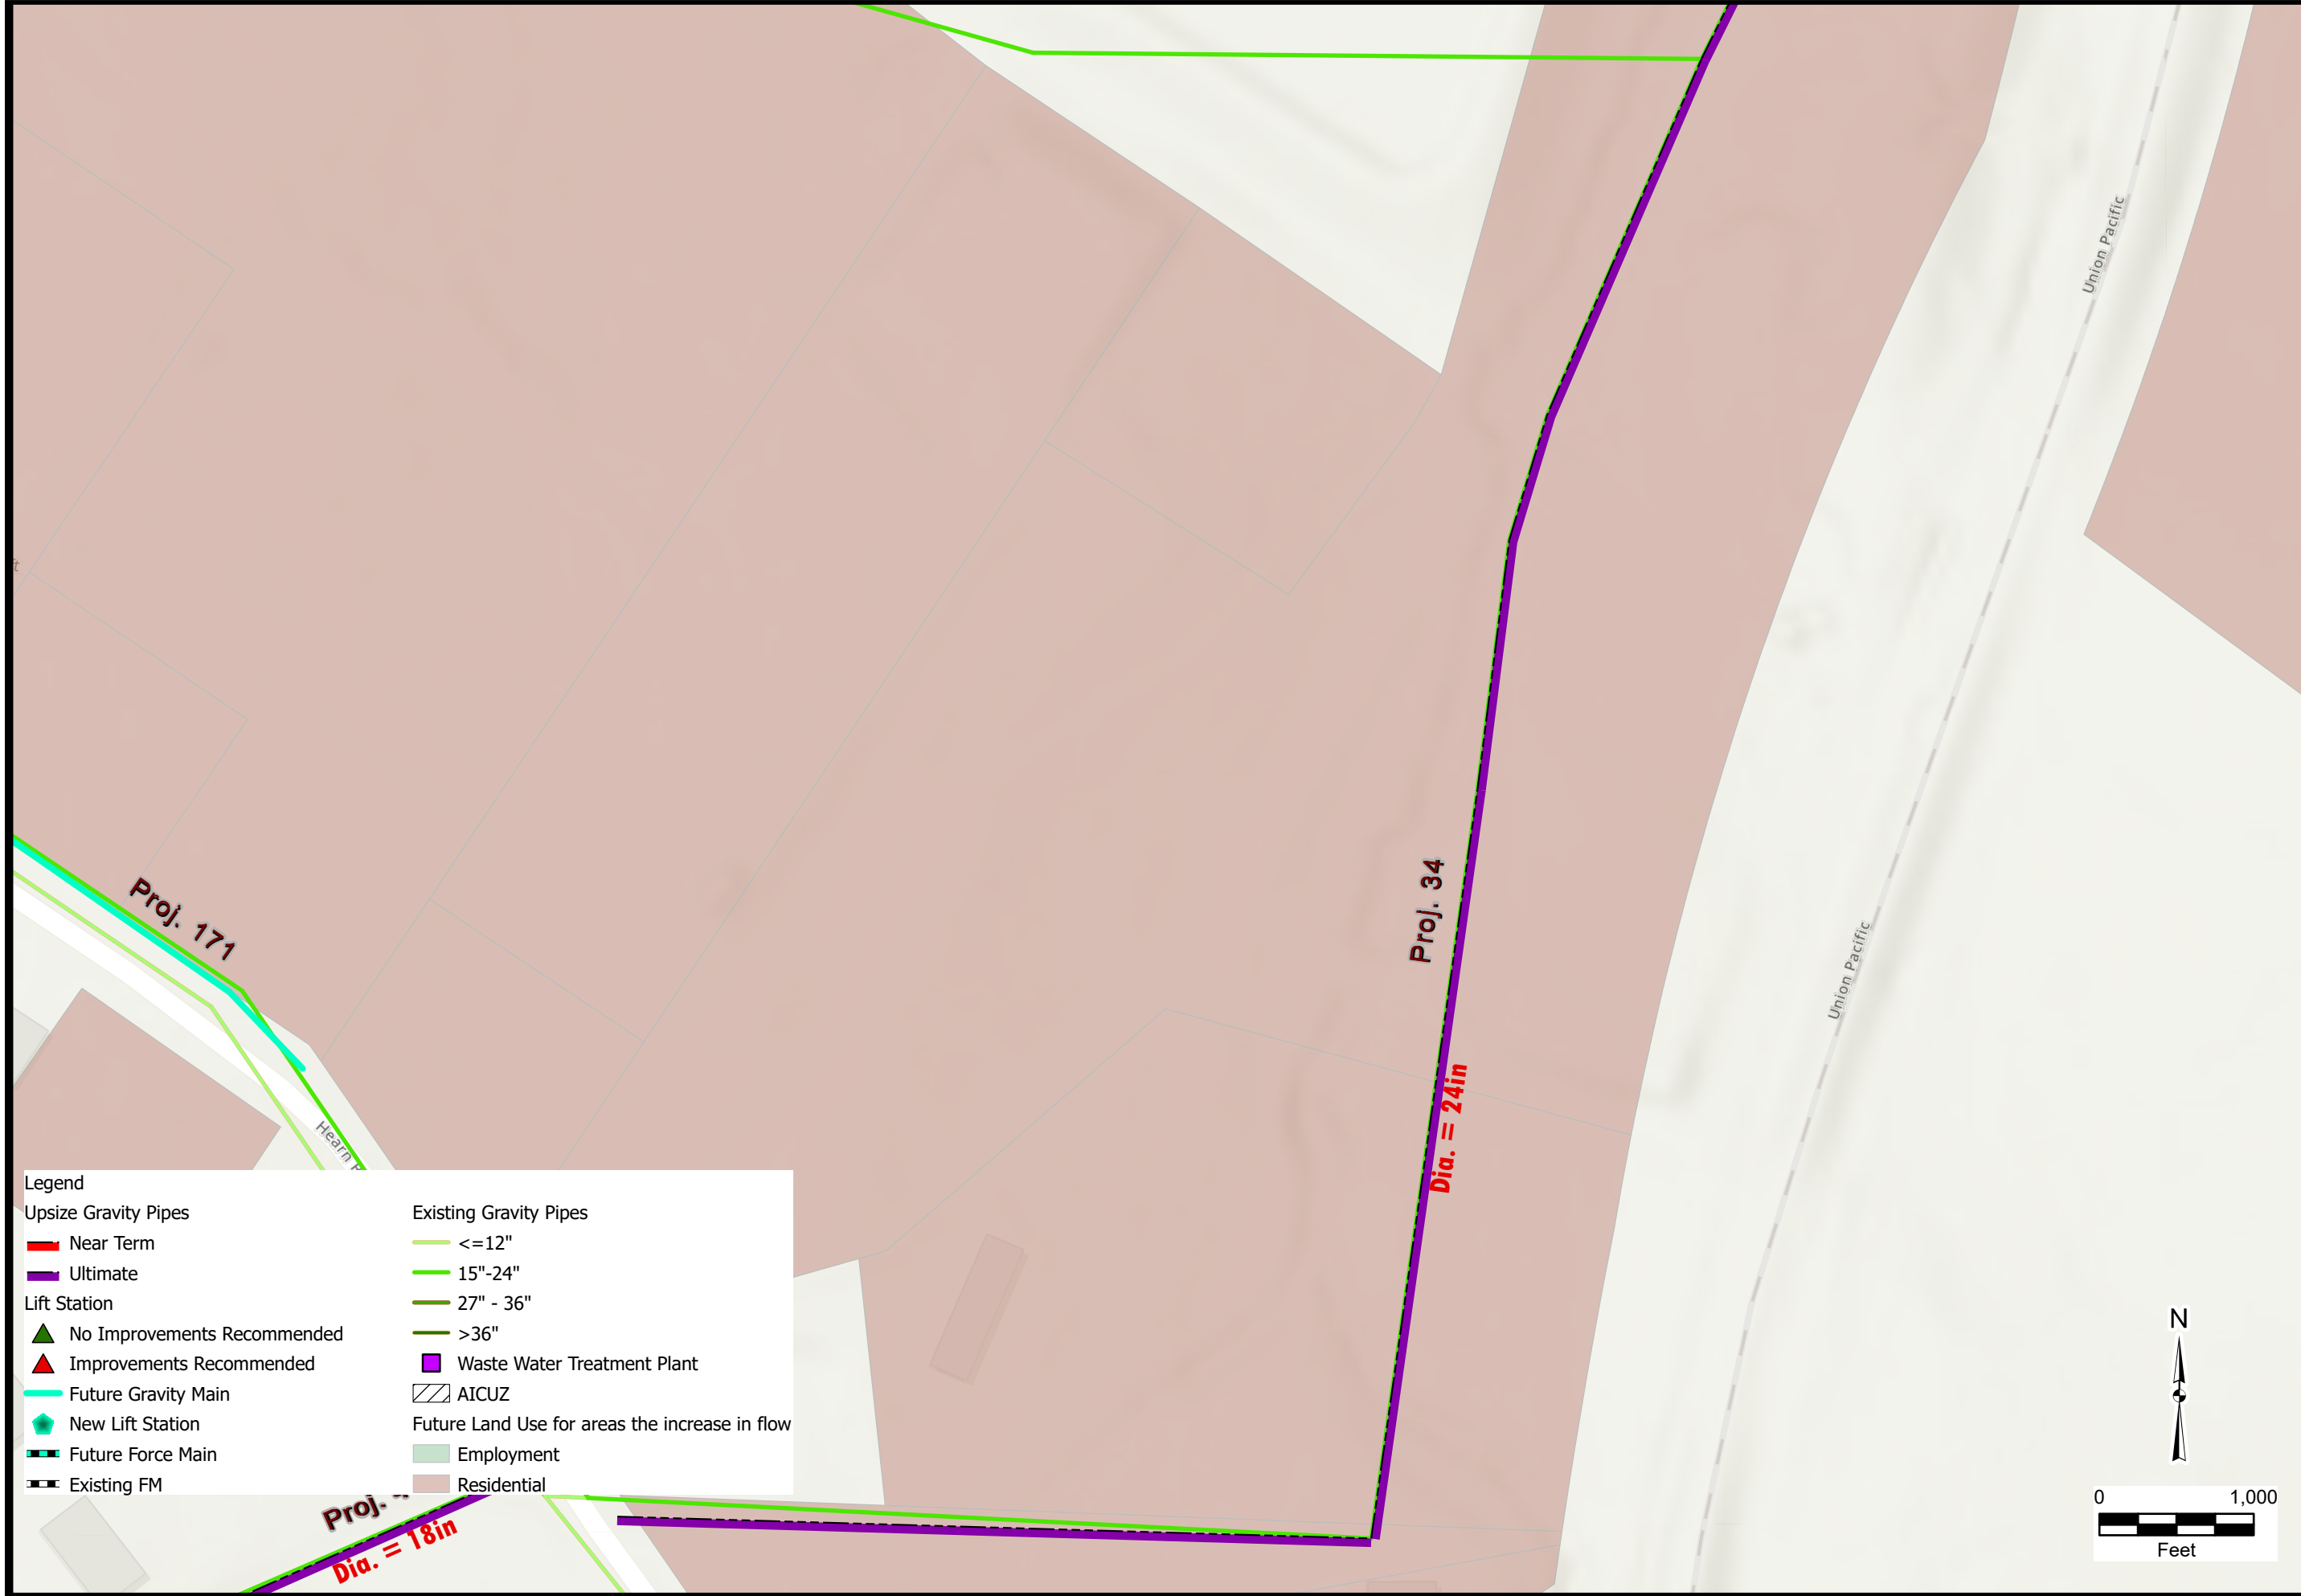 Union Pacific
Proj. 34
Proj. 171
Union Pacific
Dia. = 24in
Hearn
Legend
Upsize Gravity Pipes
Near Term
Ultimate
Lift Station
No Improvements Recommended
Improvements Recommended
Future Gravity Main
New Lift Station
Future Force Main
Existing FM
Existing Gravity Pipes
<=12"
15"-24"
27" - 36"
>36"
Waste Water Treatment Plant
AICUZ
Future Land Use for areas the increase in flow
Employment
Residential
Proj.
Dia. = 18in
N
0 1,000
Feet